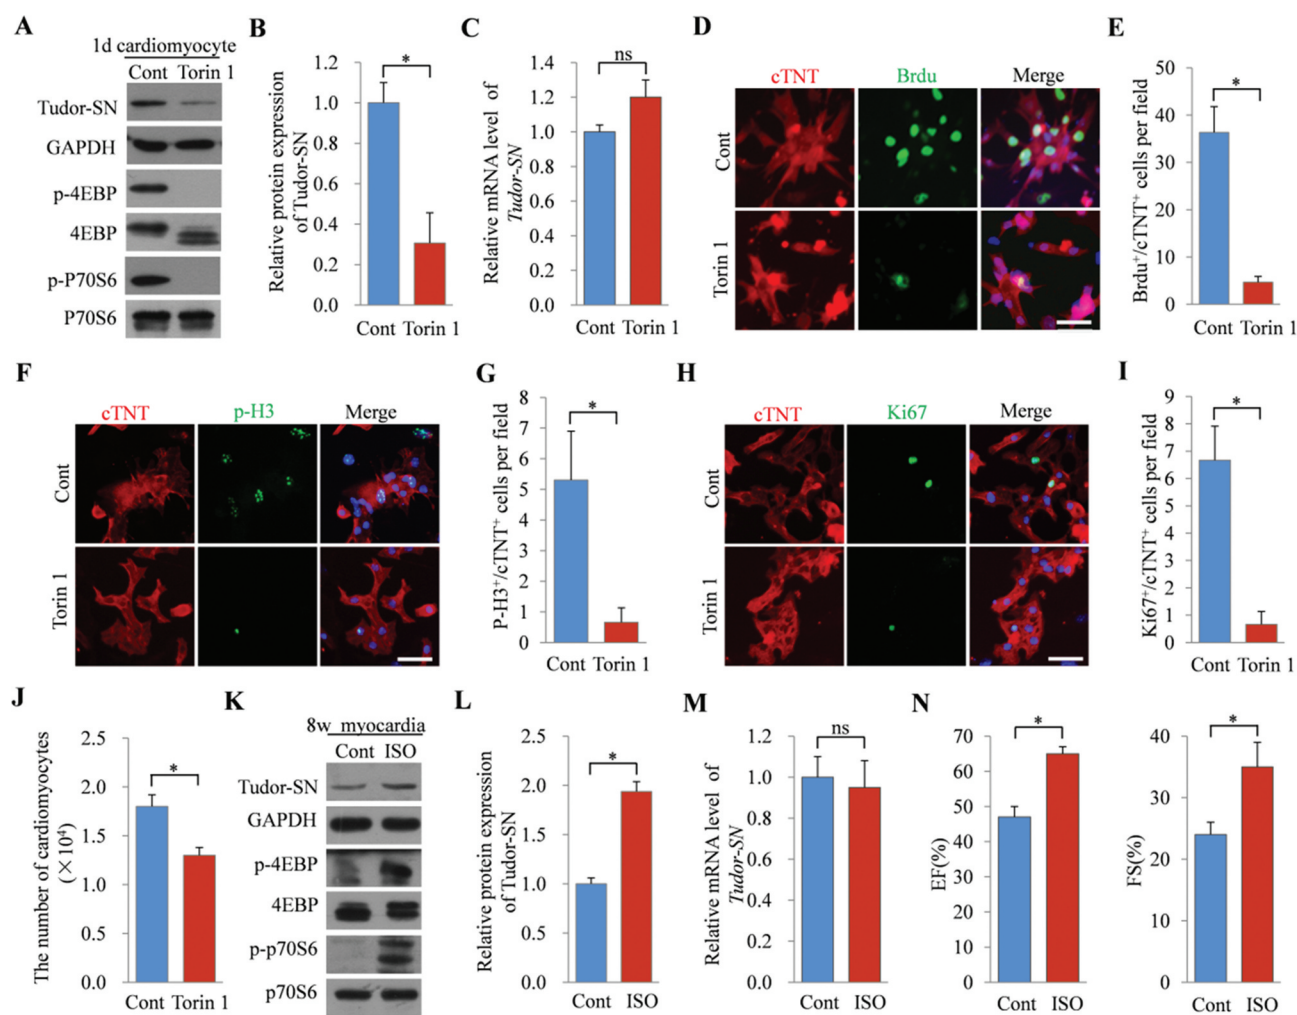 A
1d cardiomyocyte
Cont Torin 1
Tudor-SN
GAPDH
p-4EBP
4EBP
p-P70S6
P70S6
B
Relative protein expression
of Tudor-SN
1.2
1.0
0.8
0.6
0.4
0.2
0.0
*
Cont Torin 1
C
Relative mRNA level of
Tudor-SN
1.4
1.2
1.0
0.8
0.6
0.4
0.2
0.0
ns
Cont Torin 1
D
cTNT Brdu Merge
Cont
Torin 1
E
Brdu⁺/cTNT⁺ cells per field
50
40
30
20
10
0
*
Cont Torin 1
F
cTNT p-H3 Merge
Cont
Torin 1
G
P-H3⁺/cTNT⁺ cells per field
8
7
6
5
4
3
2
1
0
*
Cont Torin 1
H
cTNT Ki67 Merge
Cont
Torin 1
I
Ki67⁺/cTNT⁺ cells per field
9
8
7
6
5
4
3
2
1
0
*
Cont Torin 1
J
The number of cardiomyocytes
(×10⁴)
2.5
2.0
1.5
1.0
0.5
0.0
*
Cont Torin 1
K
8w myocardia
Cont ISO
Tudor-SN
GAPDH
p-4EBP
4EBP
p-p70S6
p70S6
L
Relative protein expression
of Tudor-SN
2.5
2.0
1.5
1.0
0.5
0.0
*
Cont ISO
M
Relative mRNA level of
Tudor-SN
1.2
1.0
0.8
0.6
0.4
0.2
0.0
ns
Cont ISO
N
EF(%)
70
60
50
40
30
20
10
0
*
Cont ISO
FS(%)
40
30
20
10
0
*
Cont ISO